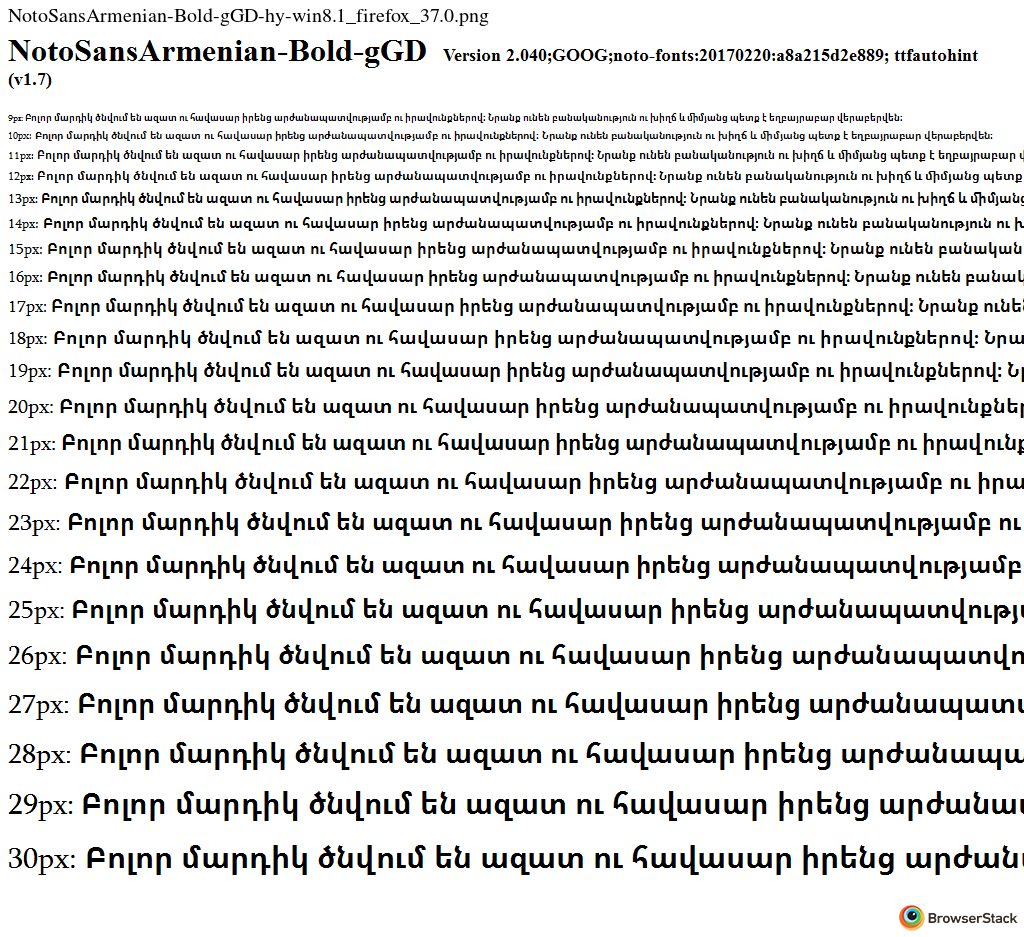 NotoSansArmenian-Bold-gGD-hy-win8.1_firefox_37.0.png
NotoSansArmenian-Bold-gGD Version 2.040;GOOG;noto-fonts:20170220:a8a215d2e889; ttfautohint
(v1.7)
9px: Բոլոր մարդիկ ծնվում են ազատ ու հավասար իրենց արժանապատվությամբ ու իրավունքներով։ Նրանք ունեն բանականություն ու խիղճ և միմյանց պետք է եղբայրաբար վերաբերվեն։
10px: Բոլոր մարդիկ ծնվում են ազատ ու հավասար իրենց արժանապատվությամբ ու իրավունքներով։ Նրանք ունեն բանականություն ու խիղճ և միմյանց պետք է եղբայրաբար վերաբերվեն։
11px: Բոլոր մարդիկ ծնվում են ազատ ու հավասար իրենց արժանապատվությամբ ու իրավունքներով։ Նրանք ունեն բանականություն ու խիղճ և միմյանց պետք է եղբայրաբար
12px: Բոլոր մարդիկ ծնվում են ազատ ու հավասար իրենց արժանապատվությամբ ու իրավունքներով։ Նրանք ունեն բանականություն ու խիղճ և միմյանց պետք
13px: Բոլոր մարդիկ ծնվում են ազատ ու հավասար իրենց արժանապատվությամբ ու իրավունքներով։ Նրանք ունեն բանականություն ու խիղճ և միմյանց
14px: Բոլոր մարդիկ ծնվում են ազատ ու հավասար իրենց արժանապատվությամբ ու իրավունքներով։ Նրանք ունեն բանականություն ու
15px: Բոլոր մարդիկ ծնվում են ազատ ու հավասար իրենց արժանապատվությամբ ու իրավունքներով։ Նրանք ունեն բանական
16px: Բոլոր մարդիկ ծնվում են ազատ ու հավասար իրենց արժանապատվությամբ ու իրավունքներով։ Նրանք ունեն բանակ
17px: Բոլոր մարդիկ ծնվում են ազատ ու հավասար իրենց արժանապատվությամբ ու իրավունքներով։ Նրանք ունեն
18px: Բոլոր մարդիկ ծնվում են ազատ ու հավասար իրենց արժանապատվությամբ ու իրավունքներով։ Նրա
19px: Բոլոր մարդիկ ծնվում են ազատ ու հավասար իրենց արժանապատվությամբ ու իրավունքներով։ Նր
20px: Բոլոր մարդիկ ծնվում են ազատ ու հավասար իրենց արժանապատվությամբ ու իրավունքներ
21px: Բոլոր մարդիկ ծնվում են ազատ ու հավասար իրենց արժանապատվությամբ ու իրավունք
22px: Բոլոր մարդիկ ծնվում են ազատ ու հավասար իրենց արժանապատվությամբ ու իրա
23px: Բոլոր մարդիկ ծնվում են ազատ ու հավասար իրենց արժանապատվությամբ ու
24px: Բոլոր մարդիկ ծնվում են ազատ ու հավասար իրենց արժանապատվությամբ
25px: Բոլոր մարդիկ ծնվում են ազատ ու հավասար իրենց արժանապատվությ
26px: Բոլոր մարդիկ ծնվում են ազատ ու հավասար իրենց արժանապատվո
27px: Բոլոր մարդիկ ծնվում են ազատ ու հավասար իրենց արժանապատվ
28px: Բոլոր մարդիկ ծնվում են ազատ ու հավասար իրենց արժանապա
29px: Բոլոր մարդիկ ծնվում են ազատ ու հավասար իրենց արժանա
30px: Բոլոր մարդիկ ծնվում են ազատ ու հավասար իրենց արժան
BrowserStack